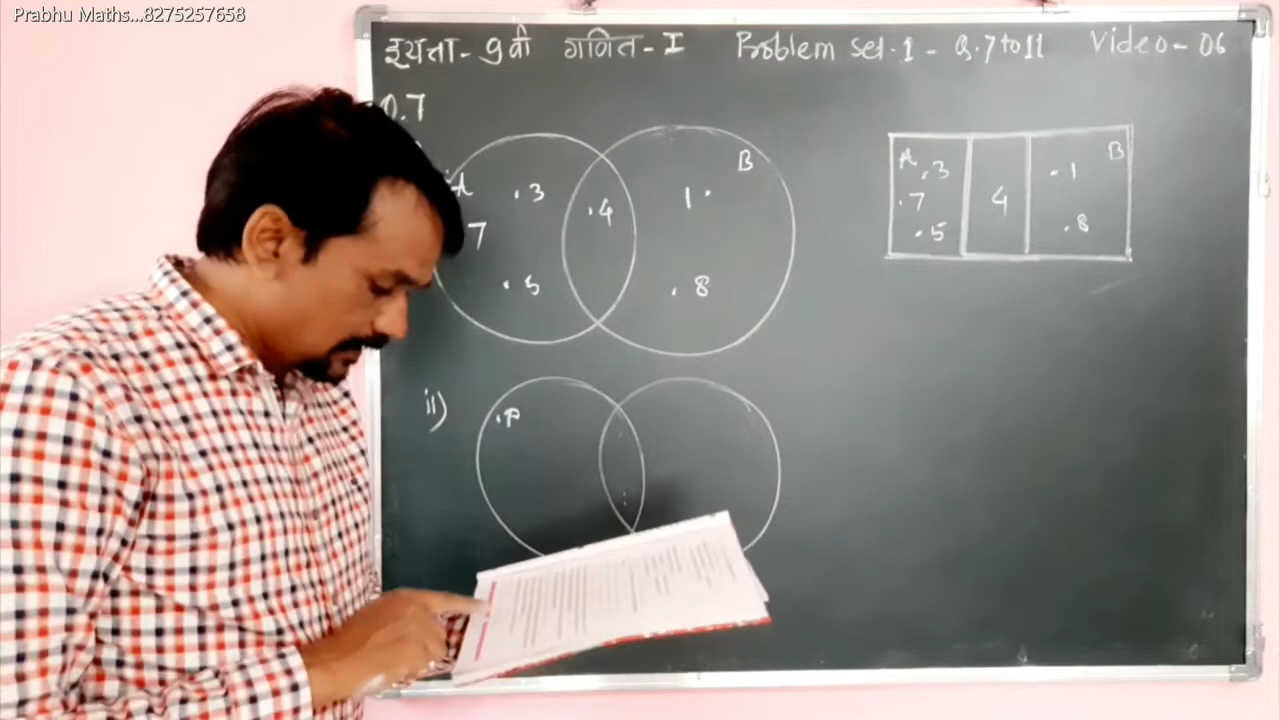 Prabhu Maths...8275257658
इयत्ता - 9वी गणित - I Problem set - 1 - Q. 7 to 11 Video - 06
Q.7
A . 3 . 4 1 . B
7
. 5 . 8
A . 3 4 . 1 B
. 7
. 5 . 8
ii) . P